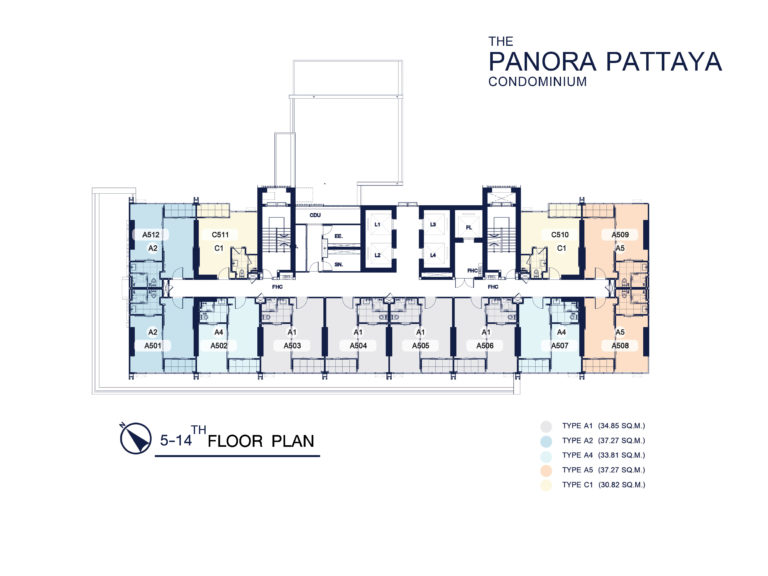 THE
PANORA PATTAYA
CONDOMINIUM
CDU
EE.
SN.
L1
L2
L3
L4
FL
FHC
FHC
FHC
A512
A2
C511
C1
C510
C1
A509
A5
A2
A501
A4
A502
A1
A503
A1
A504
A1
A505
A1
A506
A4
A507
A5
A508
N
5-14TH FLOOR PLAN
TYPE A1 (34.85 SQ.M.)
TYPE A2 (37.27 SQ.M.)
TYPE A4 (33.81 SQ.M.)
TYPE A5 (37.27 SQ.M.)
TYPE C1 (30.82 SQ.M.)